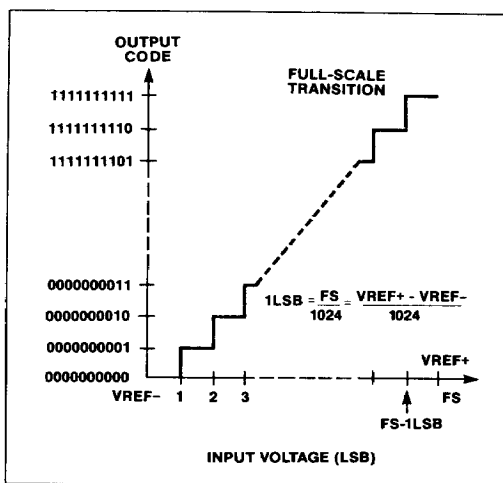 OUTPUT
CODE
FULL-SCALE
TRANSITION
1111111111
1111111110
1111111101
0000000011
1LSB = FS/1024 = VREF+ - VREF-/1024
0000000010
0000000001
0000000000
VREF+
VREF- 1 2 3 FS
FS-1LSB
INPUT VOLTAGE (LSB)